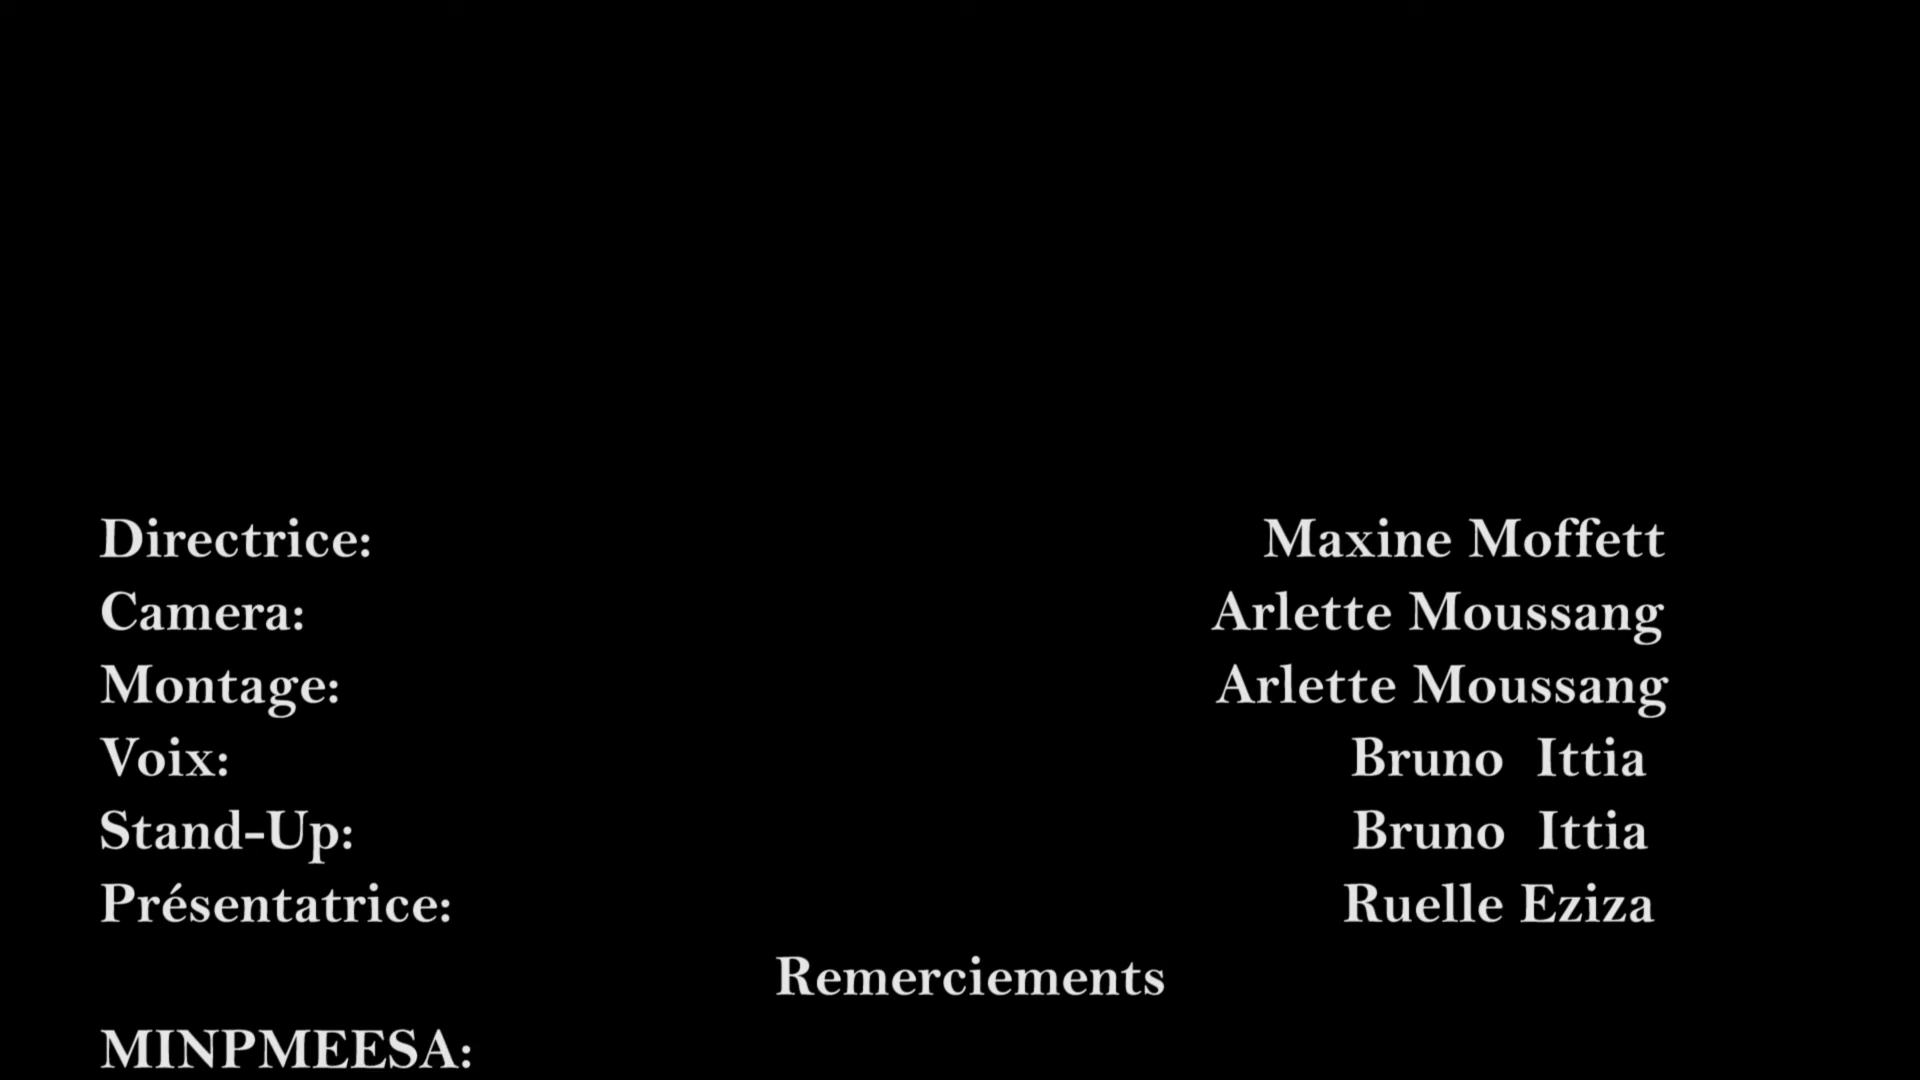 Directrice: Maxine Moffett
Camera: Arlette Moussang
Montage: Arlette Moussang
Voix: Bruno Ittia
Stand-Up: Bruno Ittia
Présentatrice: Ruelle Eziza
Remerciements
MINPMEESA: